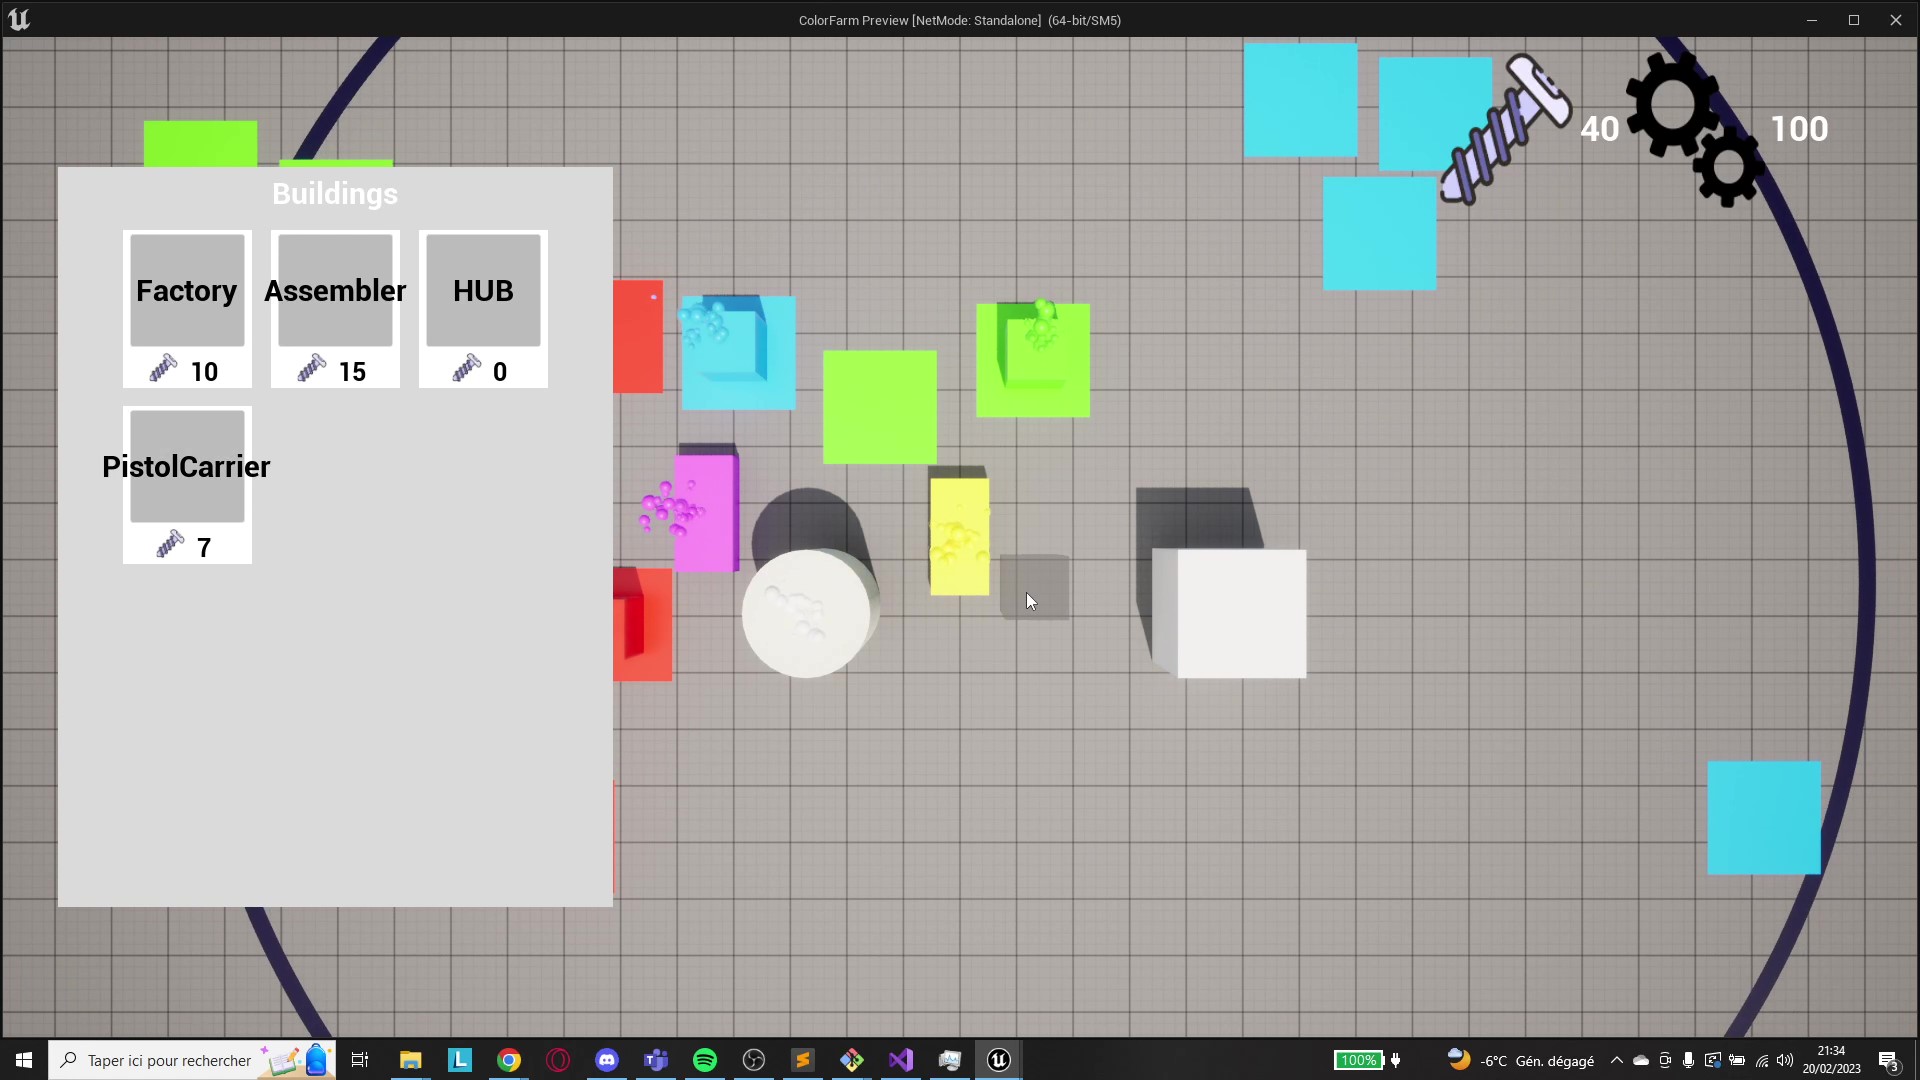 ColorFarm Preview [NetMode: Standalone] (64-bit/SM5)
40
100
Buildings
Factory
Assembler
HUB
10
15
0
PistolCarrier
7
Taper ici pour rechercher
L
100%
-6°C Gén. dégagé
21:34
20/02/2023
3